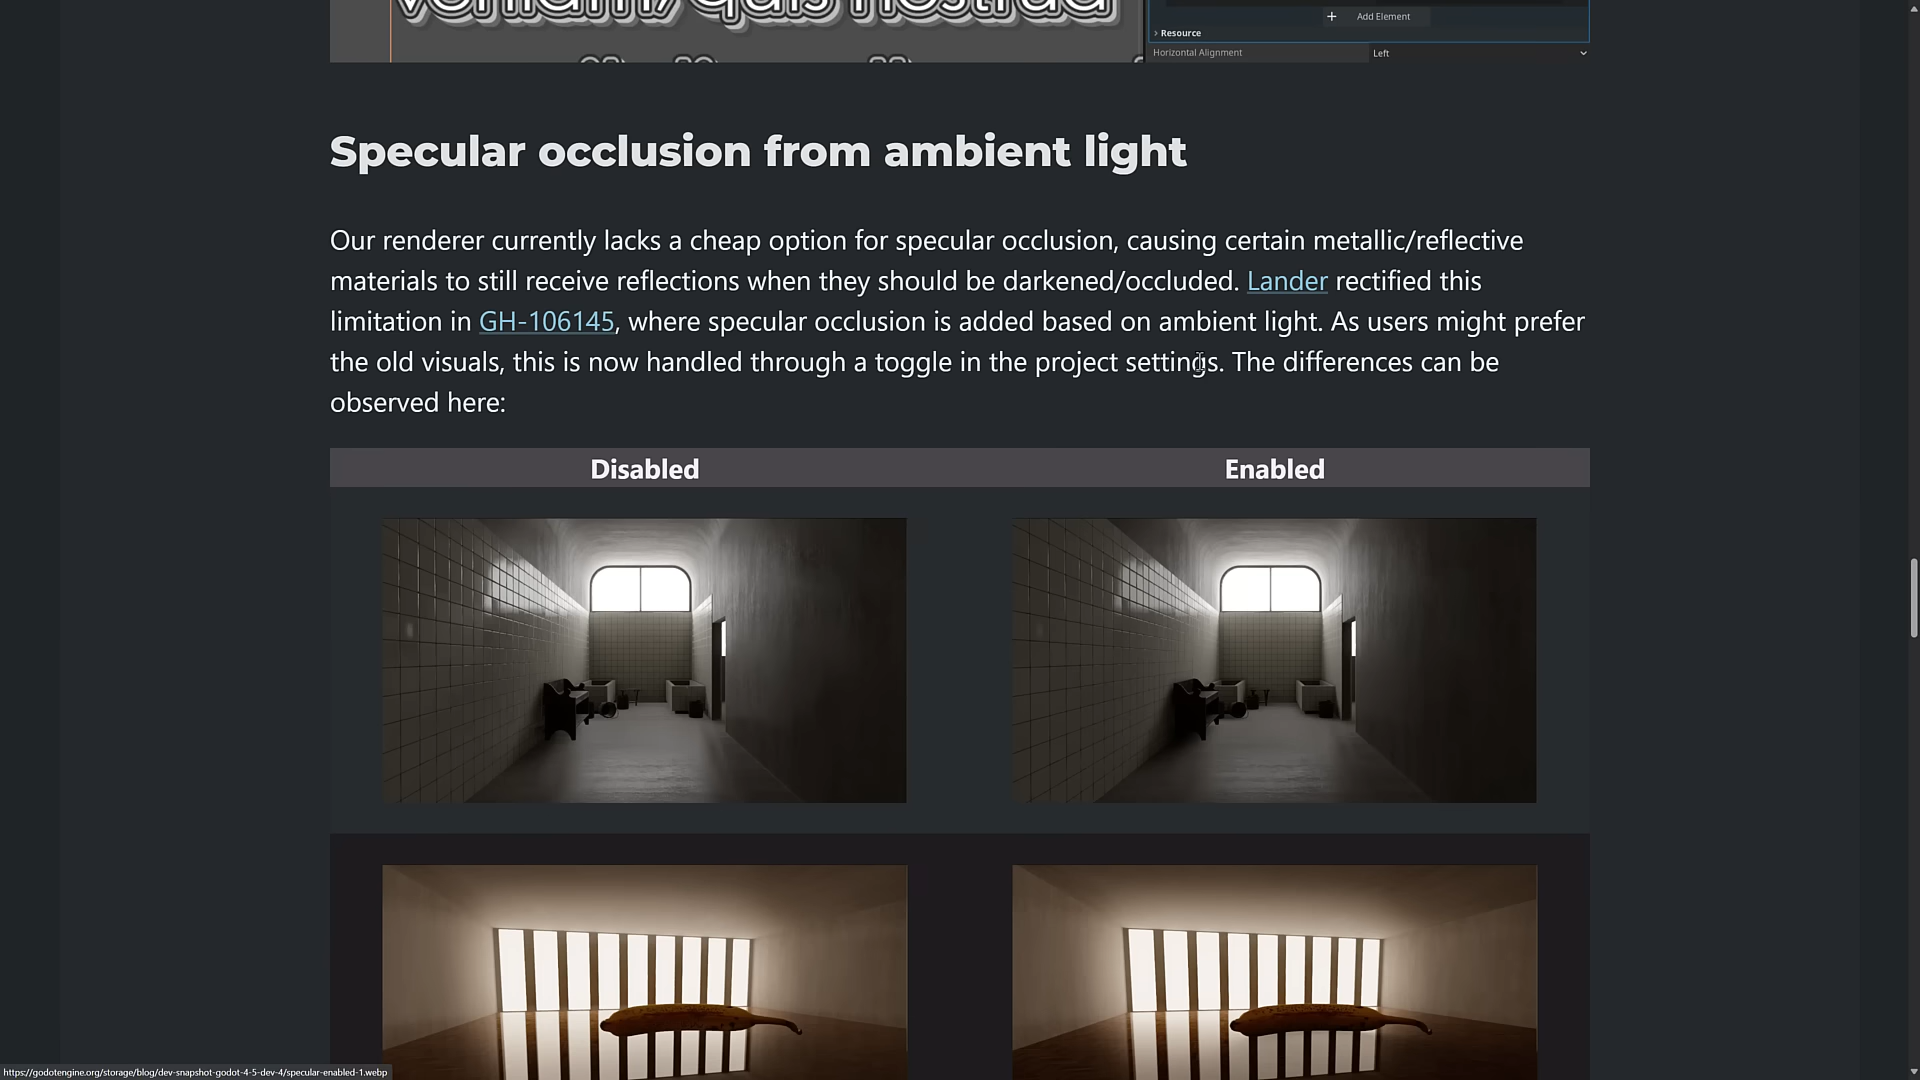 veniam, quis nostrud
Add Element
Resource
Horizontal Alignment
Left
Specular occlusion from ambient light
Our renderer currently lacks a cheap option for specular occlusion, causing certain metallic/reflective
materials to still receive reflections when they should be darkened/occluded. Lander rectified this
limitation in GH-106145, where specular occlusion is added based on ambient light. As users might prefer
the old visuals, this is now handled through a toggle in the project settings. The differences can be
observed here:
Disabled
Enabled
https://godotengine.org/storage/blog/dev-snapshot-godot-4-5-dev-4/specular-enabled-1.webp